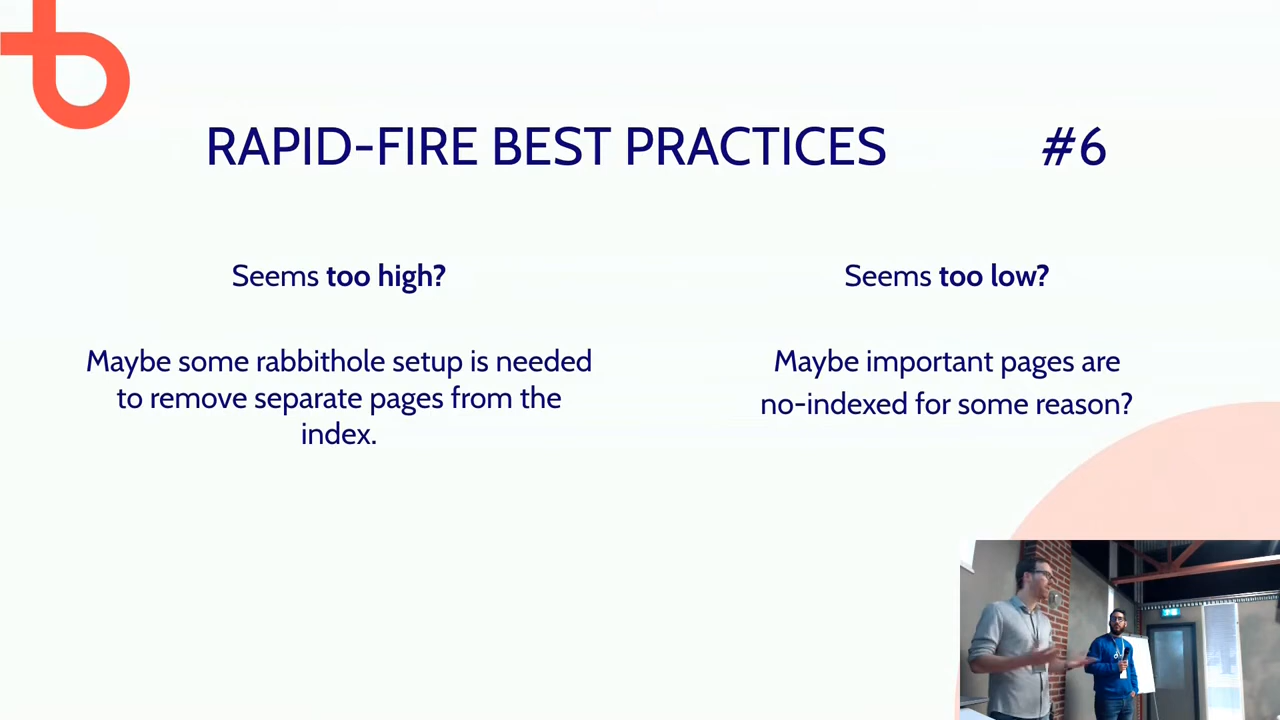 RAPID-FIRE BEST PRACTICES #6
Seems too high?
Maybe some rabbithole setup is needed
to remove separate pages from the
index.
Seems too low?
Maybe important pages are
no-indexed for some reason?